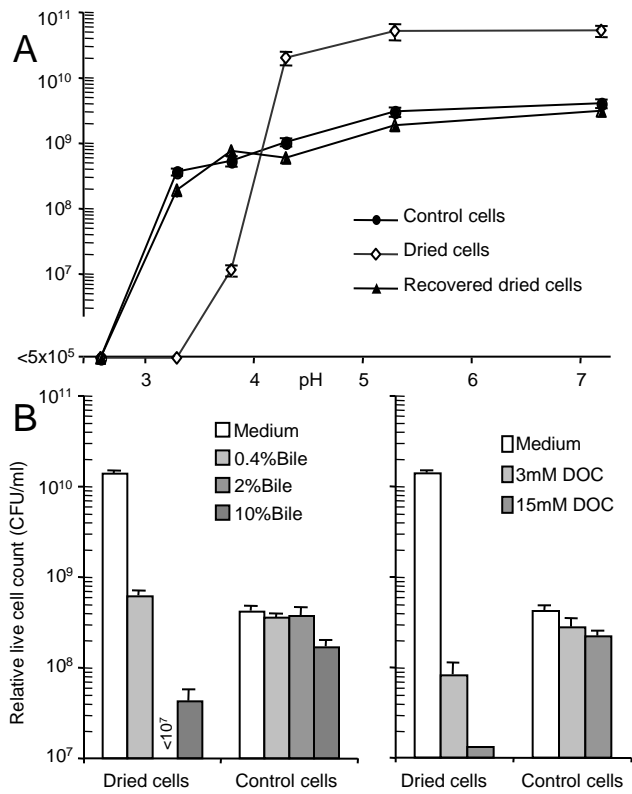 A
10¹¹
10¹⁰
10⁹
10⁸
10⁷
<5x10⁵
Control cells
Dried cells
Recovered dried cells
3 4 pH 5 6 7
B
Relative live cell count (CFU/ml)
10¹¹
10¹⁰
10⁹
10⁸
10⁷
Medium
0.4%Bile
2%Bile
10%Bile
<10⁷
Dried cells Control cells
Medium
3mM DOC
15mM DOC
Dried cells Control cells